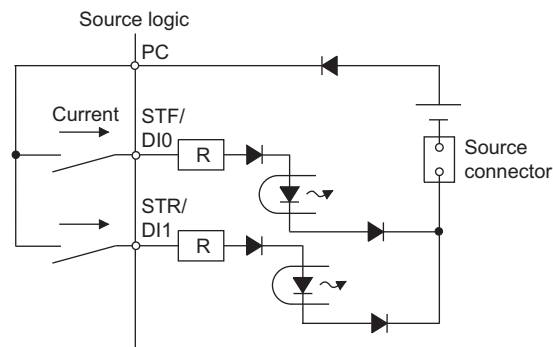 Source logic
PC
Current
STF/
DI0
R
Source
connector
STR/
DI1
R